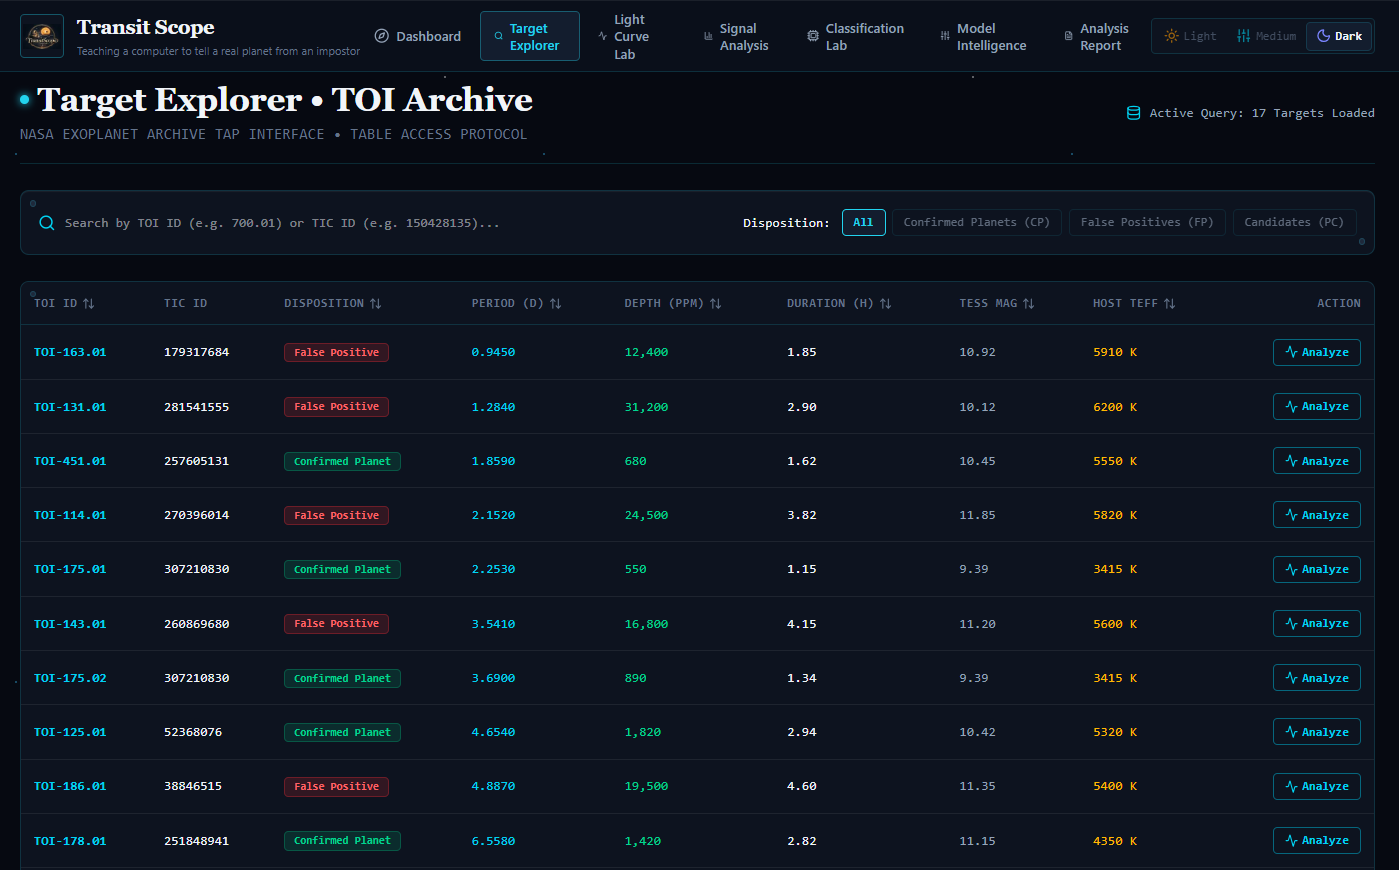 Transit Scope
Teaching a computer to tell a real planet from an impostor
Dashboard
Target
Explorer
Light
Curve
Lab
Signal
Analysis
Classification
Lab
Model
Intelligence
Analysis
Report
Light
Medium
Dark
Target Explorer • TOI Archive
NASA EXOPLANET ARCHIVE TAP INTERFACE • TABLE ACCESS PROTOCOL
Active Query: 17 Targets Loaded
Search by TOI ID (e.g. 700.01) or TIC ID (e.g. 150428135)...
Disposition: All Confirmed Planets (CP) False Positives (FP) Candidates (PC)
TOI ID TIC ID DISPOSITION PERIOD (D) DEPTH (PPM) DURATION (H) TESS MAG HOST TEFF ACTION
TOI-163.01 179317684 False Positive 0.9450 12,400 1.85 10.92 5910 K Analyze
TOI-131.01 281541555 False Positive 1.2840 31,200 2.90 10.12 6200 K Analyze
TOI-451.01 257605131 Confirmed Planet 1.8590 680 1.62 10.45 5550 K Analyze
TOI-114.01 270396014 False Positive 2.1520 24,500 3.82 11.85 5820 K Analyze
TOI-175.01 307210830 Confirmed Planet 2.2530 550 1.15 9.39 3415 K Analyze
TOI-143.01 260869680 False Positive 3.5410 16,800 4.15 11.20 5600 K Analyze
TOI-175.02 307210830 Confirmed Planet 3.6900 890 1.34 9.39 3415 K Analyze
TOI-125.01 52368076 Confirmed Planet 4.6540 1,820 2.94 10.42 5320 K Analyze
TOI-186.01 38846515 False Positive 4.8870 19,500 4.60 11.35 5400 K Analyze
TOI-178.01 251848941 Confirmed Planet 6.5580 1,420 2.82 11.15 4350 K Analyze